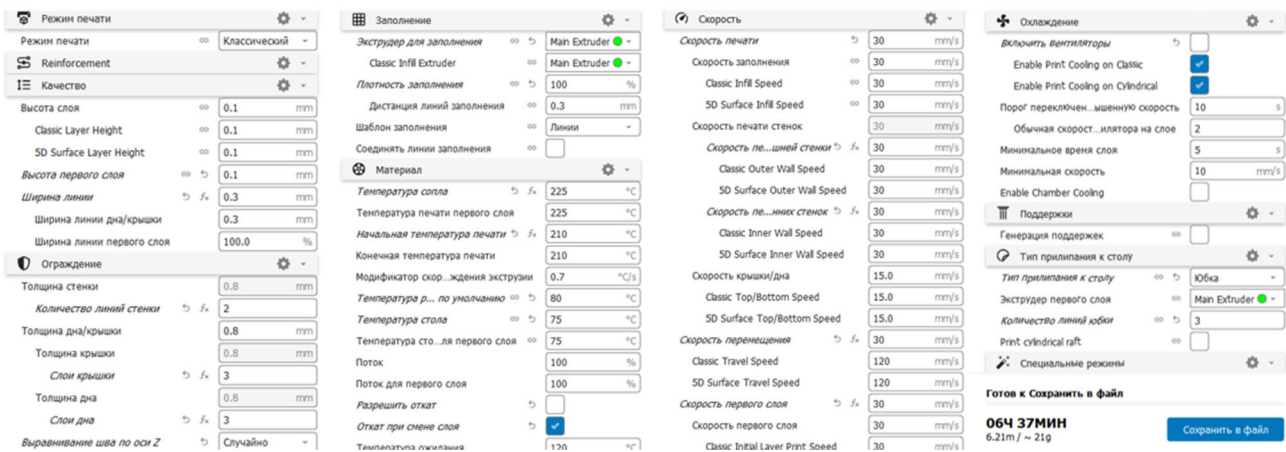 Режим печати
Режим печати Классический
Reinforcement
Качество
Высота слоя 0.1 mm
Classic Layer Height 0.1 mm
5D Surface Layer Height 0.1 mm
Высота первого слоя 0.1 mm
Ширина линии 0.3 mm
Ширина линии дна/крышки 0.3 mm
Ширина линии первого слоя 100.0 %
Ограждение
Толщина стенки 0.8 mm
Количество линий стенки 2
Толщина дна/крышки 0.8 mm
Толщина крышки 0.8 mm
Слои крышки 3
Толщина дна 0.8 mm
Слои дна 3
Выравнивание шва по оси Z Случайно
Заполнение
Экструдер для заполнения Main Extruder
Classic Infill Extruder Main Extruder
Плотность заполнения 100 %
Дистанция линий заполнения 0.3 mm
Шаблон заполнения Линии
Соединять линии заполнения
Материал
Температура сопла 225 °C
Температура печати первого слоя 225 °C
Начальная температура печати 210 °C
Конечная температура печати 210 °C
Модификатор скор...ждения экструзии 0.7 °C/s
Температура р... по умолчанию 80 °C
Температура стола 75 °C
Температура сто...ля первого слоя 75 °C
Поток 100 %
Поток для первого слоя 100 %
Разрешить откат
Откат при смене слоя
Температура ожидания 120 °C
Скорость
Скорость печати 30 mm/s
Скорость заполнения 30 mm/s
Classic Infill Speed 30 mm/s
5D Surface Infill Speed 30 mm/s
Скорость печати стенок 30 mm/s
Скорость пе...шней стенки 30 mm/s
Classic Outer Wall Speed 30 mm/s
5D Surface Outer Wall Speed 30 mm/s
Скорость пе...нних стенок 30 mm/s
Classic Inner Wall Speed 30 mm/s
5D Surface Inner Wall Speed 30 mm/s
Скорость крышки/дна 15.0 mm/s
Classic Top/Bottom Speed 15.0 mm/s
5D Surface Top/Bottom Speed 15.0 mm/s
Скорость перемещения 30 mm/s
Classic Travel Speed 120 mm/s
5D Surface Travel Speed 120 mm/s
Скорость первого слоя 30 mm/s
Скорость первого слоя 30 mm/s
Classic Initial Layer Print Speed 30 mm/s
Охлаждение
Включить вентиляторы
Enable Print Cooling on Classic
Enable Print Cooling on Cylindrical
Порог переключен...ышенную скорость 10 s
Обычная скорост...илятора на слое 2
Минимальное время слоя 5 s
Минимальная скорость 10 mm/s
Enable Chamber Cooling
Поддержки
Генерация поддержек
Тип прилипания к столу
Тип прилипания к столу Юбка
Экструдер первого слоя Main Extruder
Количество линий юбки 3
Print cylindrical raft
Специальные режимы
Готов к Сохранить в файл
06Ч 37МИН
6.21m / ~ 21g
Сохранить в файл